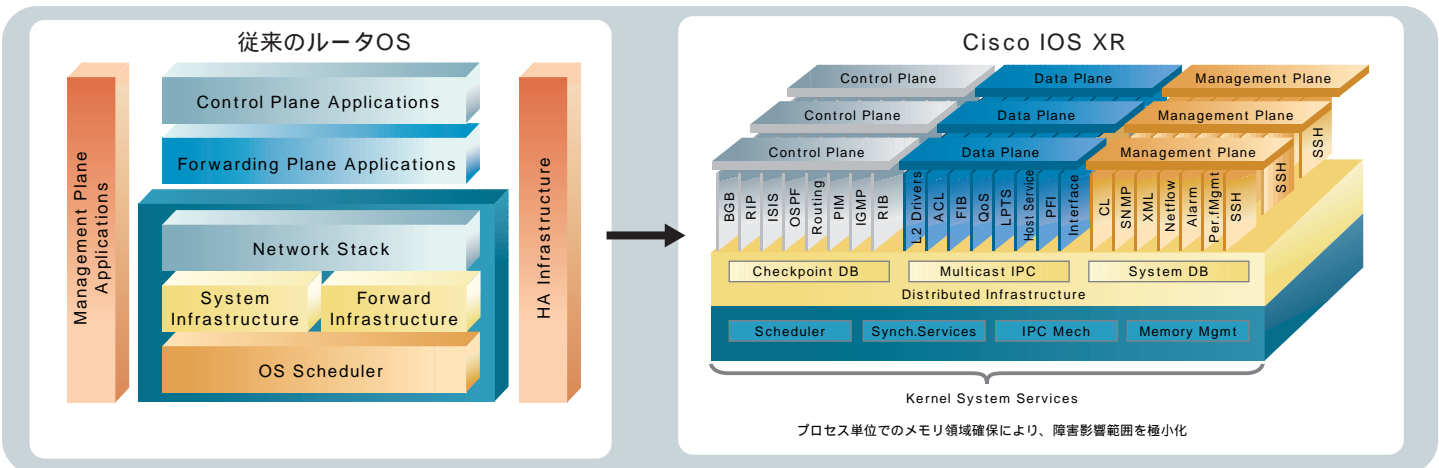 従来のルータOS
Management Plane
Applications
Control Plane Applications
Forwarding Plane Applications
Network Stack
System
Infrastructure
Forward
Infrastructure
OS Scheduler
HA Infrastructure
Cisco IOS XR
Control Plane
Data Plane
Management Plane
Control Plane
Data Plane
Management Plane
Control Plane
Data Plane
Management Plane
BGB
RIP
ISIS
OSPF
Routing
PIM
IGMP
RIB
L2 Drivers
ACL
FIB
QoS
LPTS
Host Service
PFI
Interface
CL
SNMP
XML
Netflow
Alarm
Per.fMgmt
SSH
SSH
SSH
Checkpoint DB
Multicast IPC
System DB
Distributed Infrastructure
Scheduler
Synch.Services
IPC Mech
Memory Mgmt
Kernel System Services
プロセス単位でのメモリ領域確保により、障害影響範囲を極小化